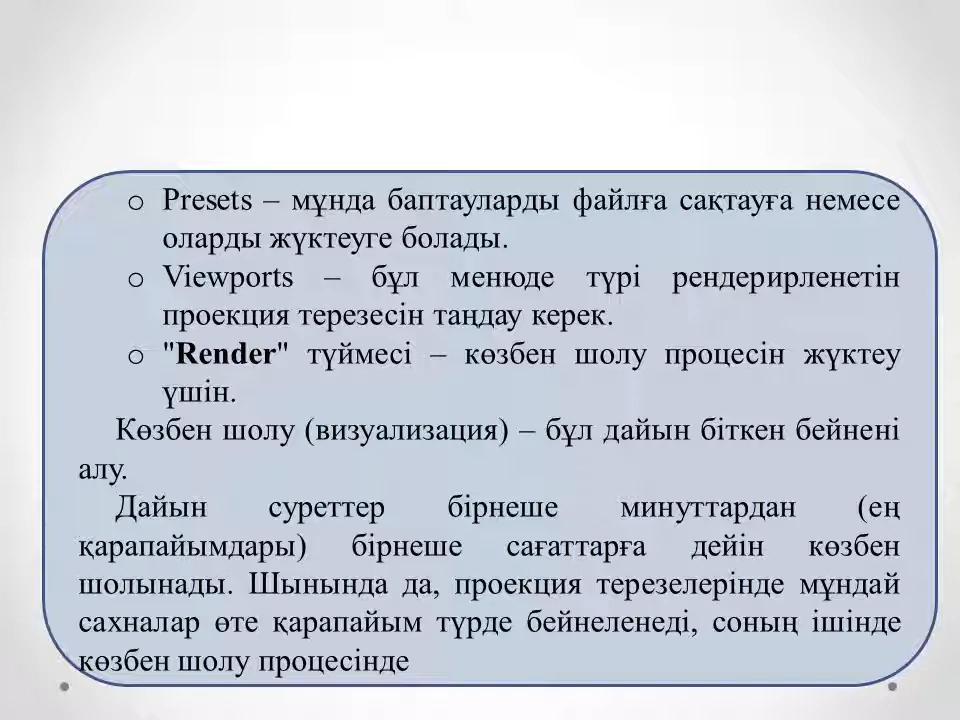 o Presets – мұнда баптауларды файлға сақтауға немесе
оларды жүктеуге болады.
o Viewports – бұл менюде түрі рендерирленетін
проекция терезесін таңдау керек.
o "Render" түймесі – көзбен шолу процесін жүктеу
үшін.
Көзбен шолу (визуализация) – бұл дайын біткен бейнені
алу.
Дайын суреттер бірнеше минуттардан (ең
қарапайымдары) бірнеше сағаттарға дейін көзбен
шолынады. Шынында да, проекция терезелерінде мұндай
сахналар өте қарапайым түрде бейнеленеді, соның ішінде
көзбен шолу процесінде